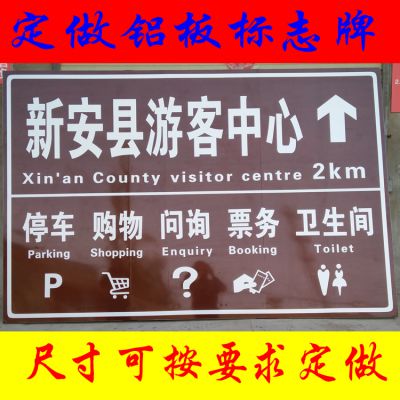 定做铝板标志牌
新安县游客中心
Xin'an County visitor centre 2km
停车 购物 问询 票务 卫生间
Parking Shopping Enquiry Booking Toilet
P ?
尺寸可按要求定做